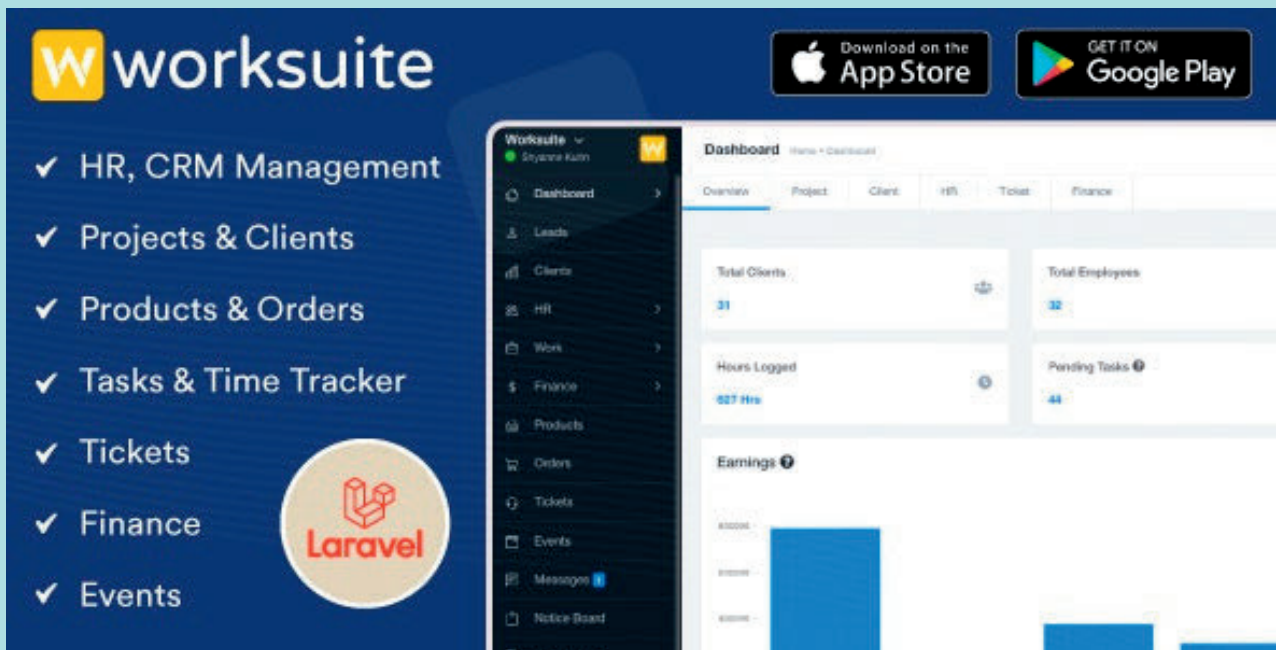 W worksuite
Download on the
App Store
GET IT ON
Google Play
✔ HR, CRM Management
✔ Projects & Clients
✔ Products & Orders
✔ Tasks & Time Tracker
✔ Tickets
✔ Finance
✔ Events
Laravel
Worksuite
W
Dashboard
Leads
Clients
HR
Work
$ Finance
Products
Orders
Tickets
Events
Messages
Notice Board
Dashboard Home • Dashboard
Overview Project Client HR Ticket Finance
Total Clients
31
Total Employees
32
Hours Logged
627 Hrs
Pending Tasks
44
Earnings